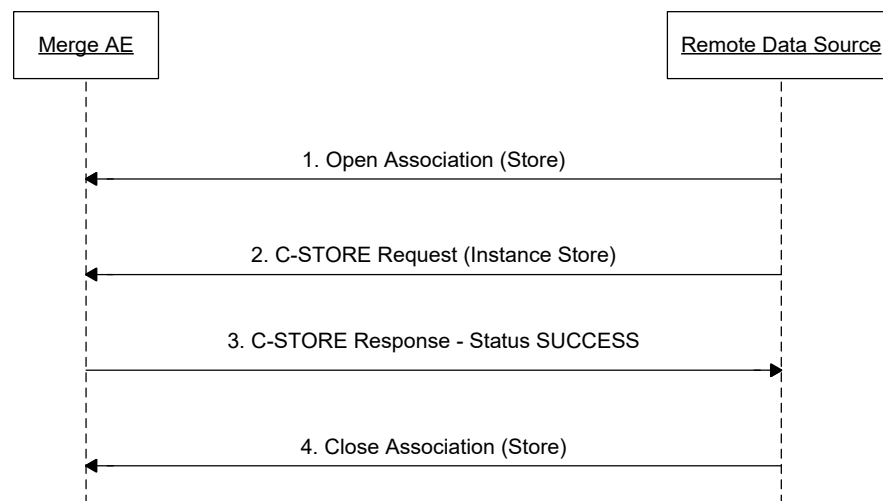 Merge AE
Remote Data Source
1. Open Association (Store)
2. C-STORE Request (Instance Store)
3. C-STORE Response - Status SUCCESS
4. Close Association (Store)